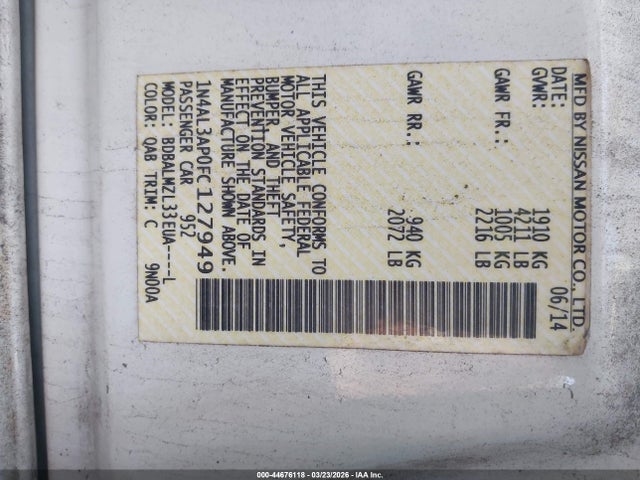 MFD BY NISSAN MOTOR CO., LTD.
DATE: 06/14
GVWR: 1910 KG
4211 LB
GAWR FR.: 1005 KG
2216 LB
GAWR RR.: 940 KG
2072 LB
THIS VEHICLE CONFORMS TO
ALL APPLICABLE FEDERAL
MOTOR VEHICLE SAFETY,
BUMPER, AND THEFT
PREVENTION STANDARDS IN
EFFECT ON THE DATE OF
MANUFACTURE SHOWN ABOVE.
1N4AL3AP0FC127949
PASSENGER CAR 952
MODEL: BDBALMZL33EUA----L
COLOR: QAB TRIM: C 9N00A
000-44676118 | 03/23/2026 | IAA Inc.